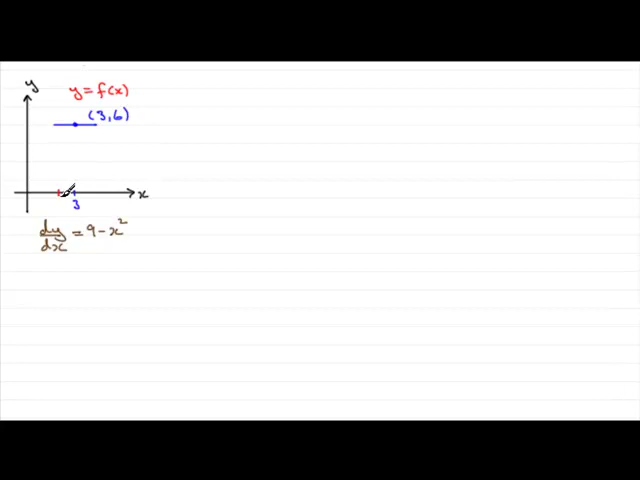 y
y = f(x)
(3,6)
x
3
dy/dx = 9 - x²